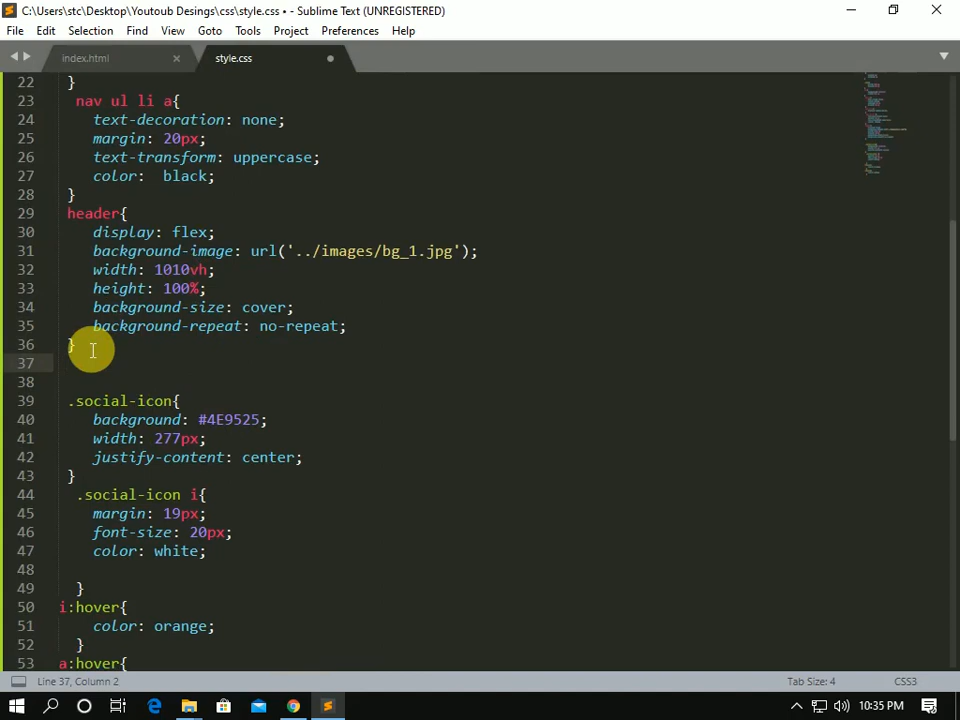 C:\Users\stc\Desktop\Youtoub Desings\css\style.css • - Sublime Text (UNREGISTERED)
File Edit Selection Find View Goto Tools Project Preferences Help
index.html style.css
22 }
23 nav ul li a{
24 text-decoration: none;
25 margin: 20px;
26 text-transform: uppercase;
27 color:  black;
28 }
29 header{
30 display: flex;
31 background-image: url('../images/bg_1.jpg');
32 width: 1010vh;
33 height: 100%;
34 background-size: cover;
35 background-repeat: no-repeat;
36 }
37
38
39 .social-icon{
40 background: #4E9525;
41 width: 277px;
42 justify-content: center;
43 }
44 .social-icon i{
45 margin: 19px;
46 font-size: 20px;
47 color: white;
48
49 }
50 i:hover{
51 color: orange;
52 }
53 a:hover{
Line 37, Column 2 Tab Size: 4 CSS3
10:35 PM